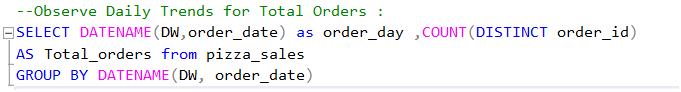 --Observe Daily Trends for Total Orders :
SELECT DATENAME(DW,order_date) as order_day ,COUNT(DISTINCT order_id)
AS Total_orders from pizza_sales
GROUP BY DATENAME(DW, order_date)